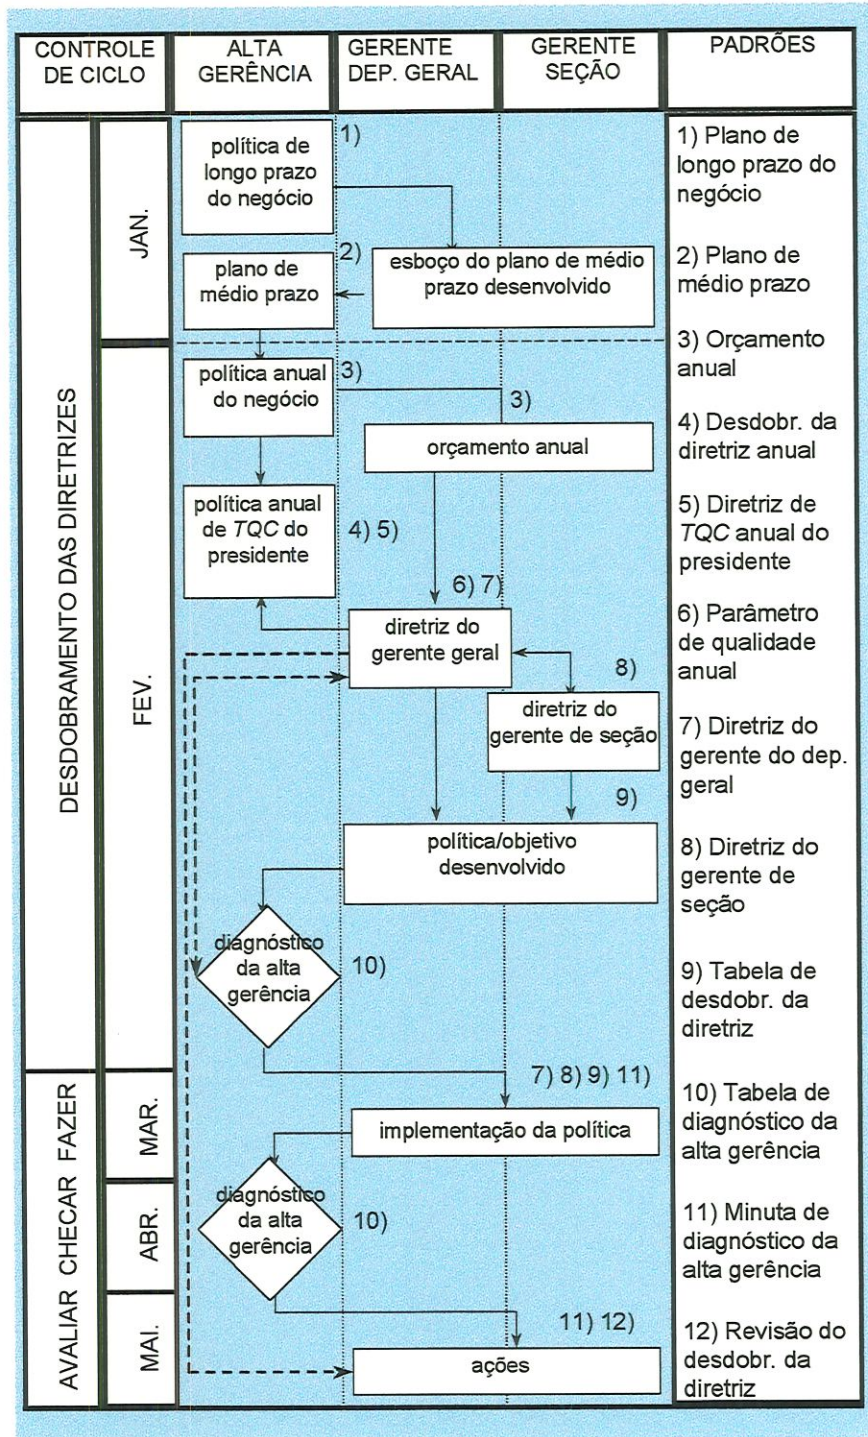 CONTROLE
DE CICLO
ALTA
GERÊNCIA
GERENTE
DEP. GERAL
GERENTE
SEÇÃO
PADRÕES
DESDOBRAMENTO DAS DIRETRIZES
AVALIAR CHECAR FAZER
JAN.
FEV.
MAR.
ABR.
MAI.
política de
longo prazo
do negócio
1)
plano de
médio prazo
2)
esboço do plano de médio
prazo desenvolvido
política anual
do negócio
3)
3)
orçamento anual
política anual
de TQC do
presidente
4) 5)
6) 7)
diretriz do
gerente geral
8)
diretriz do
gerente de seção
9)
política/objetivo
desenvolvido
diagnóstico
da alta
gerência
10)
7) 8) 9) 11)
implementação da política
diagnóstico
da alta
gerência
10)
11) 12)
ações
1) Plano de
longo prazo do
negócio
2) Plano de
médio prazo
3) Orçamento
anual
4) Desdobr. da
diretriz anual
5) Diretriz de
TQC anual do
presidente
6) Parâmetro
de qualidade
anual
7) Diretriz do
gerente do dep.
geral
8) Diretriz do
gerente de
seção
9) Tabela de
desdobr. da
diretriz
10) Tabela de
diagnóstico da
alta gerência
11) Minuta de
diagnóstico da
alta gerência
12) Revisão do
desdobr. da
diretriz